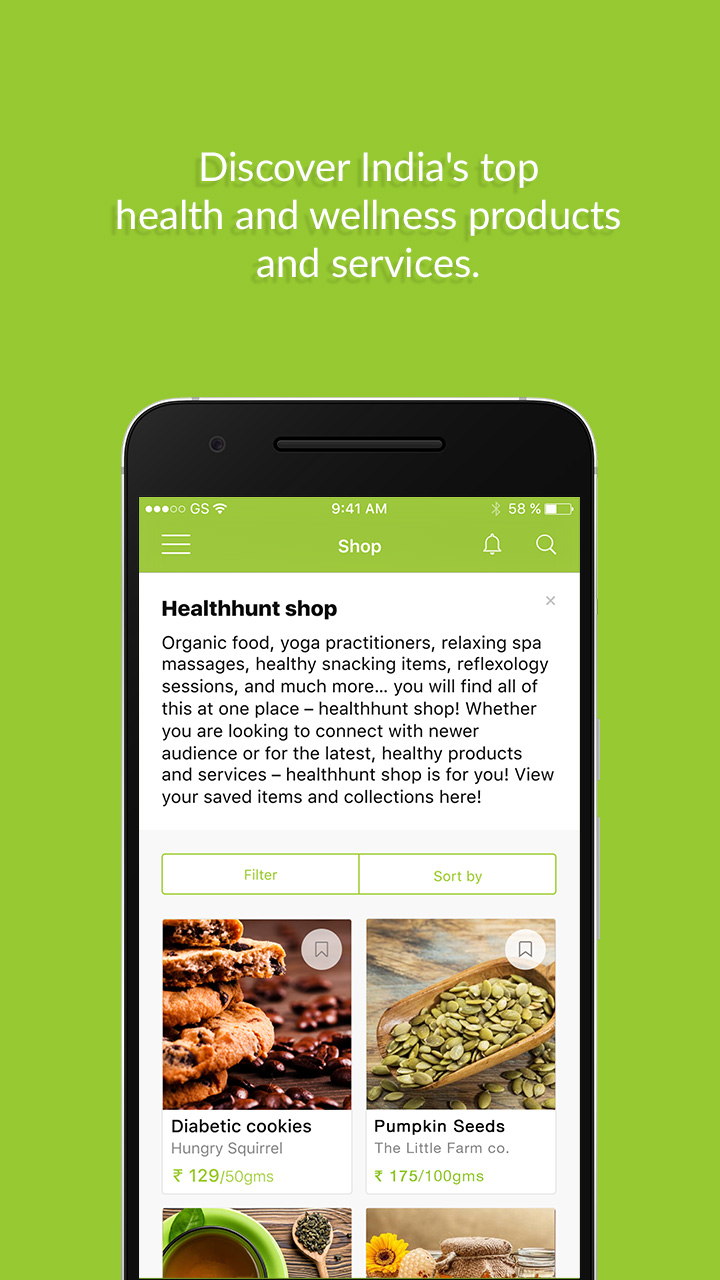 Discover India's top
health and wellness products
and services.
GS 9:41 AM 58 %
Shop
Healthhunt shop
Organic food, yoga practitioners, relaxing spa
massages, healthy snacking items, reflexology
sessions, and much more... you will find all of
this at one place – healthhunt shop! Whether
you are looking to connect with newer
audience or for the latest, healthy products
and services – healthhunt shop is for you! View
your saved items and collections here!
Filter Sort by
Diabetic cookies
Hungry Squirrel
₹ 129/50gms
Pumpkin Seeds
The Little Farm co.
₹ 175/100gms